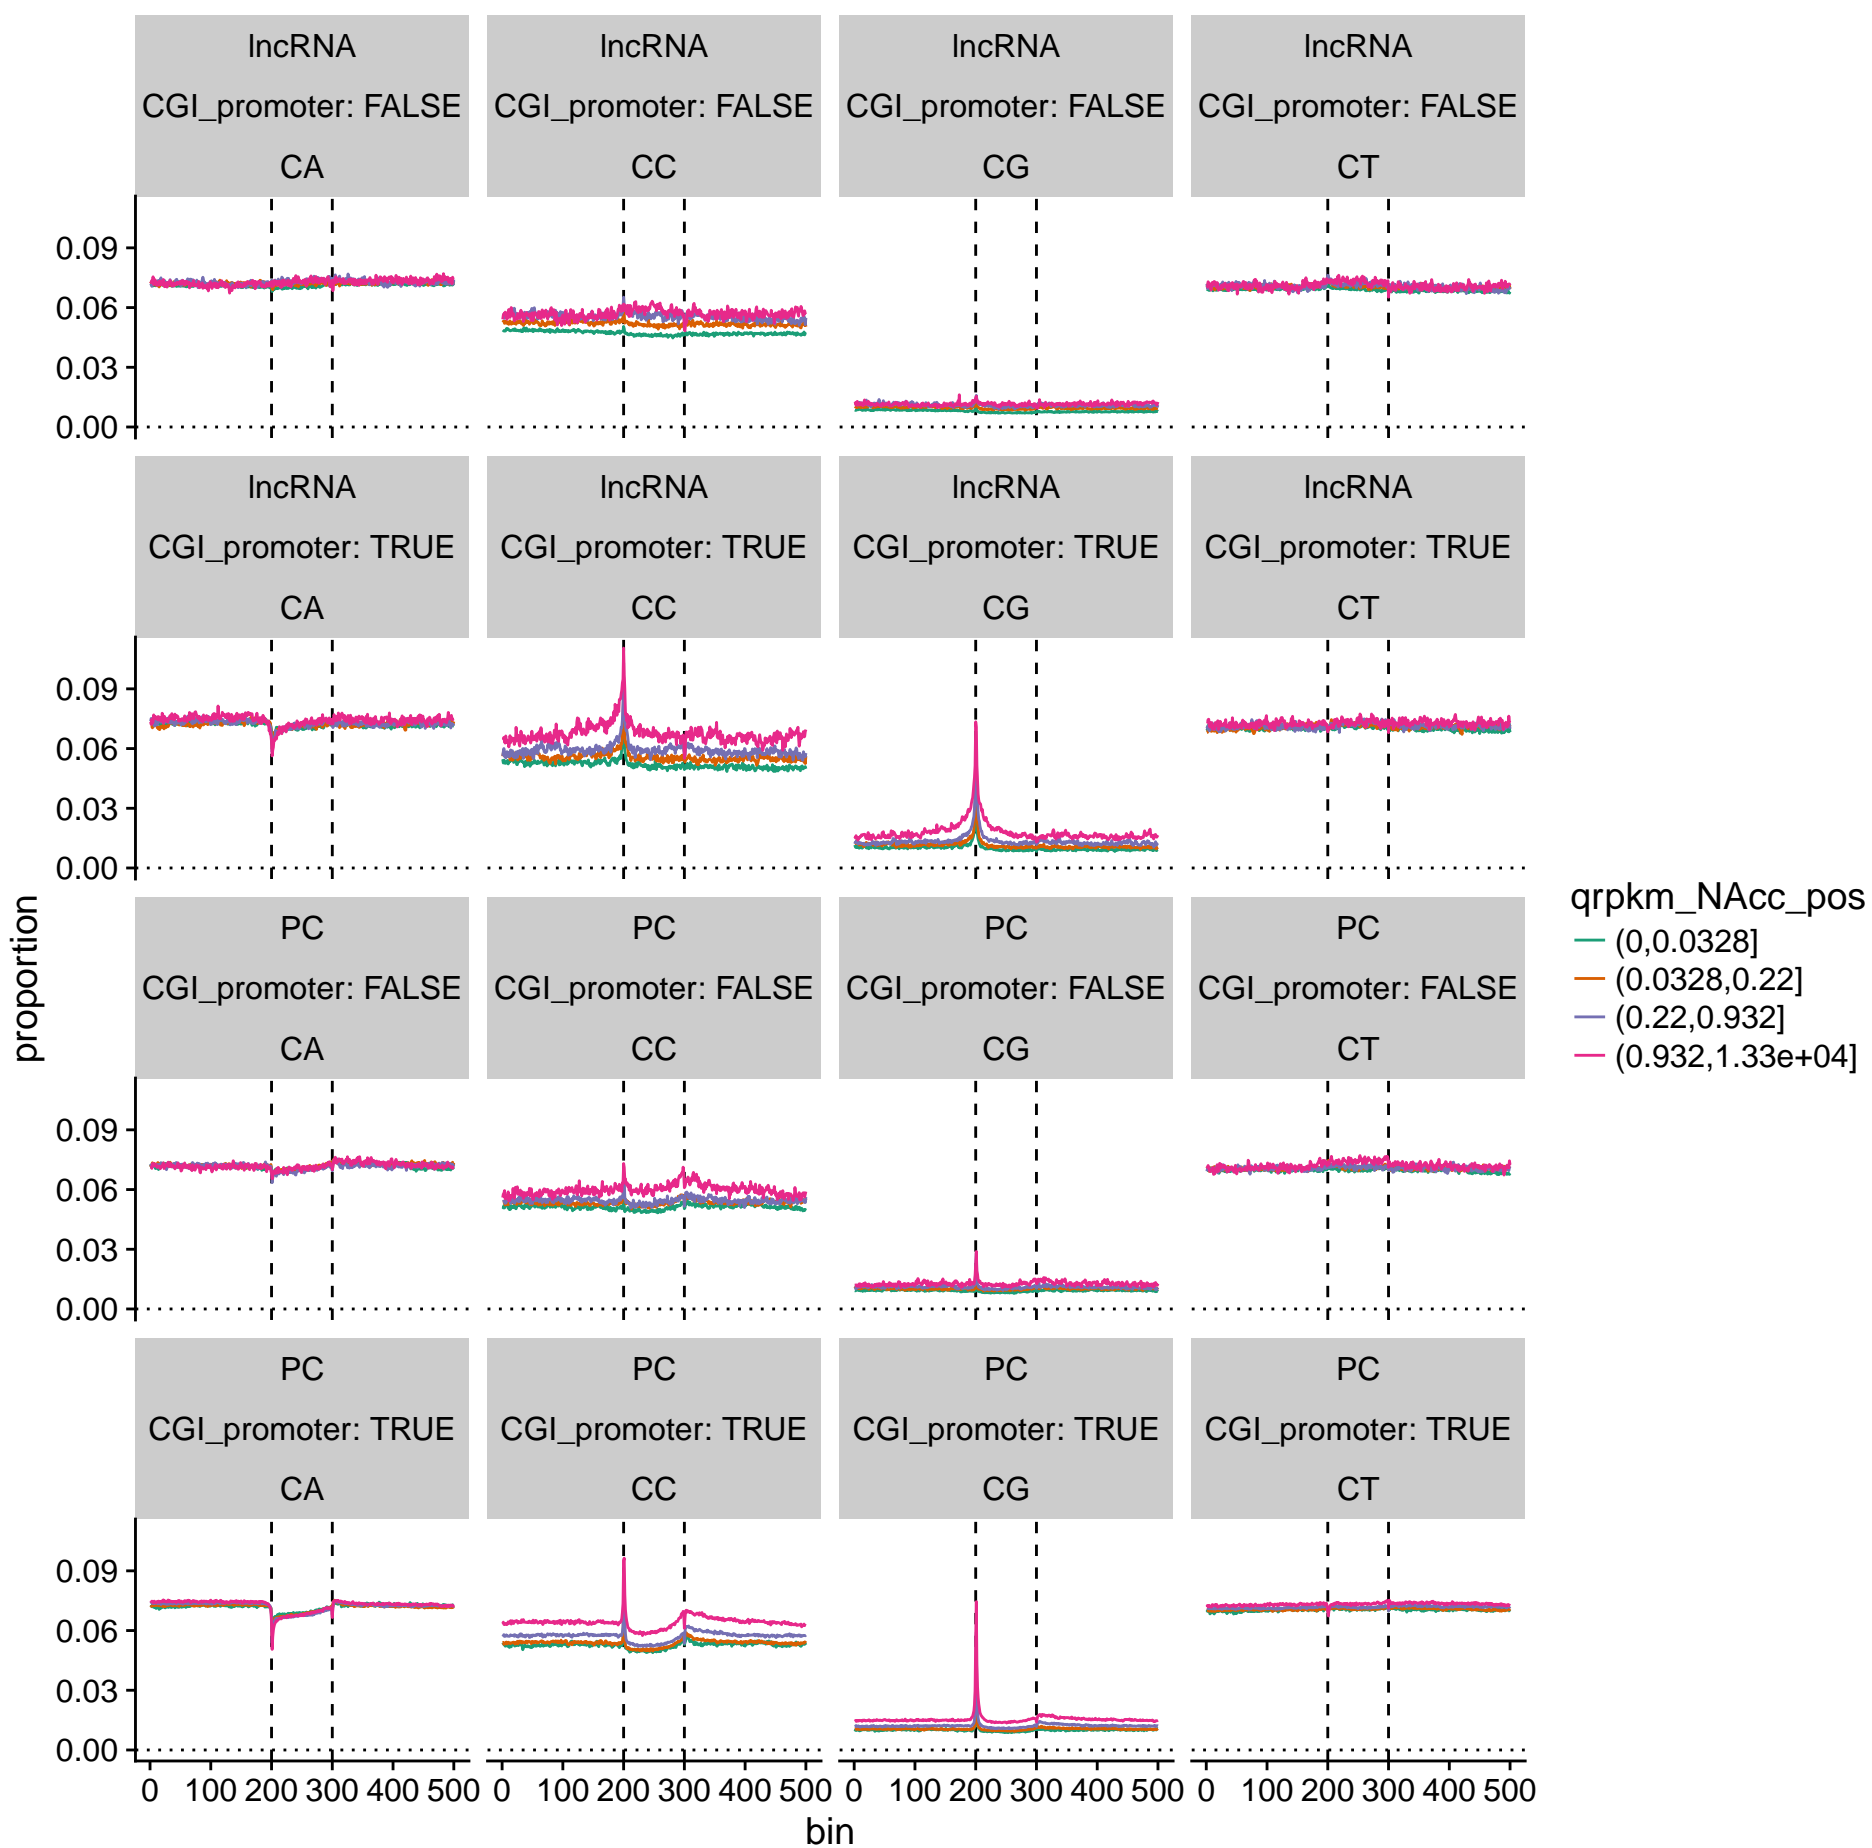 lncRNA lncRNA lncRNA lncRNA
CGI_promoter: FALSE CGI_promoter: FALSE CGI_promoter: FALSE CGI_promoter: FALSE
CA CC CG CT
0.09
0.06
0.03
0.00
lncRNA lncRNA lncRNA lncRNA
CGI_promoter: TRUE CGI_promoter: TRUE CGI_promoter: TRUE CGI_promoter: TRUE
CA CC CG CT
0.09
0.06
0.03
0.00
proportion
PC PC PC PC
CGI_promoter: FALSE CGI_promoter: FALSE CGI_promoter: FALSE CGI_promoter: FALSE
CA CC CG CT
0.09
0.06
0.03
0.00
PC PC PC PC
CGI_promoter: TRUE CGI_promoter: TRUE CGI_promoter: TRUE CGI_promoter: TRUE
CA CC CG CT
0.09
0.06
0.03
0.00
0 100 200 300 400 500 0 100 200 300 400 500 0 100 200 300 400 500 0 100 200 300 400 500
bin
qrpkm_NAcc_pos
(0,0.0328]
(0.0328,0.22]
(0.22,0.932]
(0.932,1.33e+04]